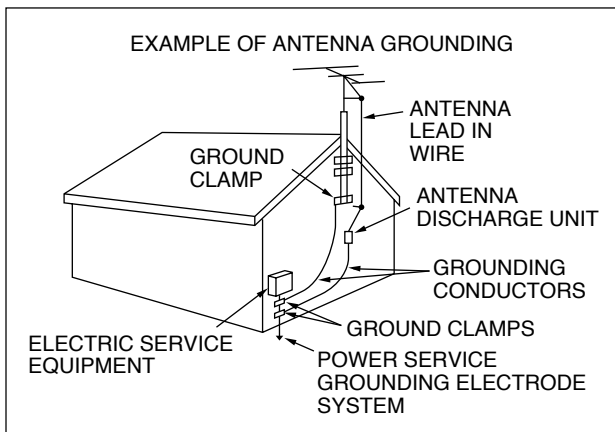 EXAMPLE OF ANTENNA GROUNDING
ANTENNA
LEAD IN
WIRE
GROUND
CLAMP
ANTENNA
DISCHARGE UNIT
GROUNDING
CONDUCTORS
ELECTRIC SERVICE
EQUIPMENT
GROUND CLAMPS
POWER SERVICE
GROUNDING ELECTRODE
SYSTEM